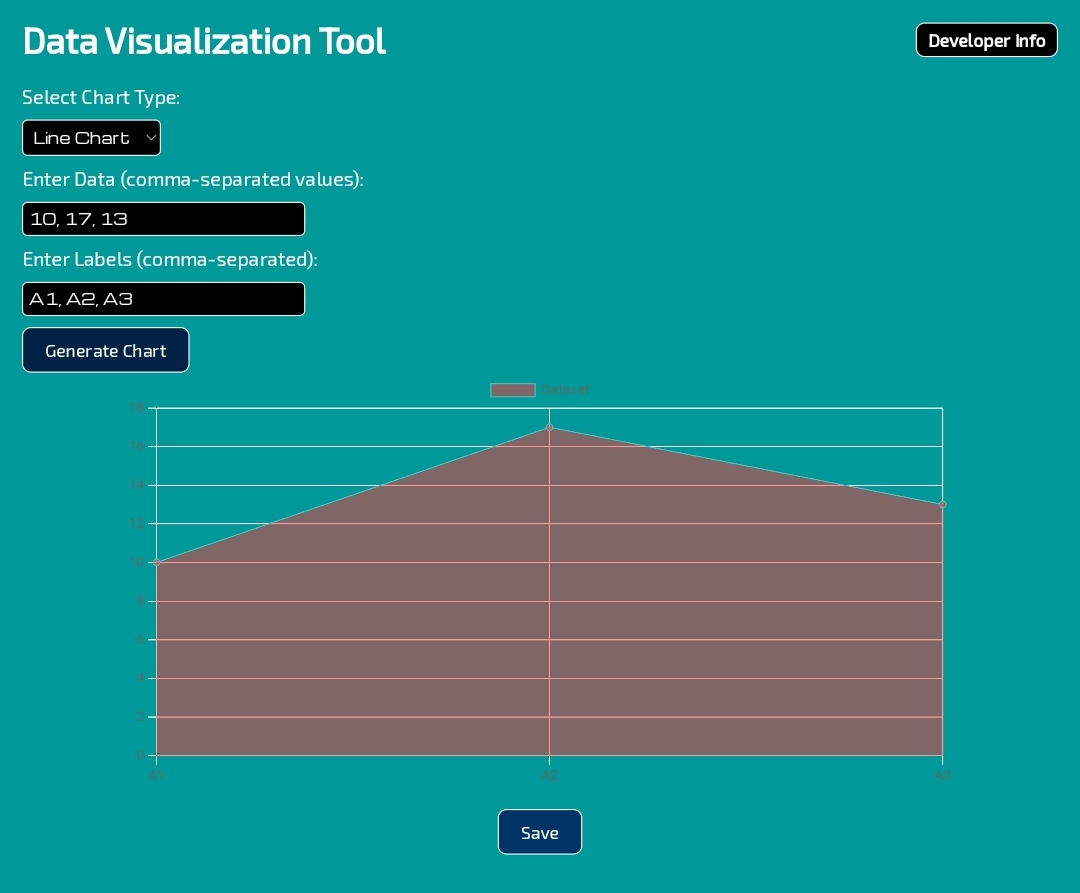 Data Visualization Tool
Developer Info
Select Chart Type:
Line Chart
Enter Data (comma-separated values):
10, 17, 13
Enter Labels (comma-separated):
A1, A2, A3
Generate Chart
Dataset
18
16
14
12
10
8
6
4
2
0
A1
A2
A3
Save